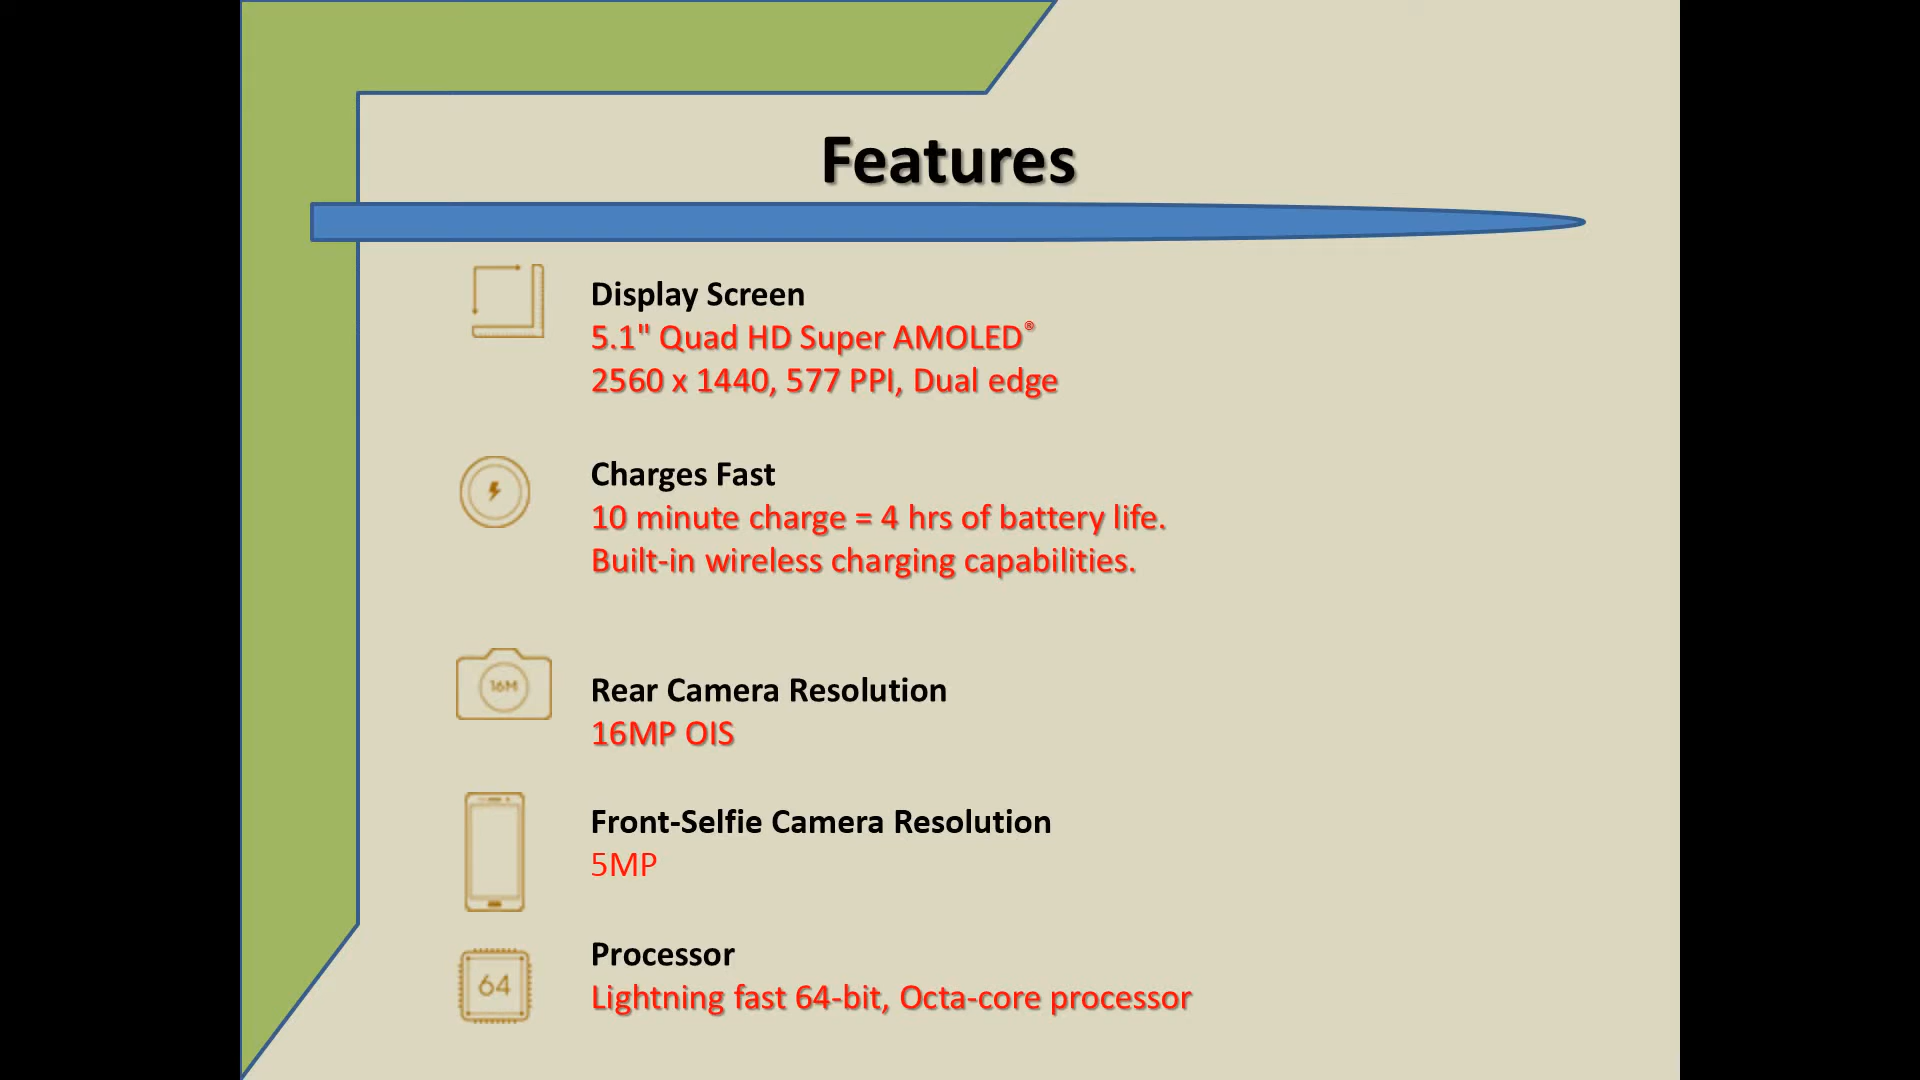 Features
Display Screen
5.1" Quad HD Super AMOLED®
2560 x 1440, 577 PPI, Dual edge
Charges Fast
10 minute charge = 4 hrs of battery life.
Built-in wireless charging capabilities.
16M
Rear Camera Resolution
16MP OIS
Front-Selfie Camera Resolution
5MP
Processor
64
Lightning fast 64-bit, Octa-core processor